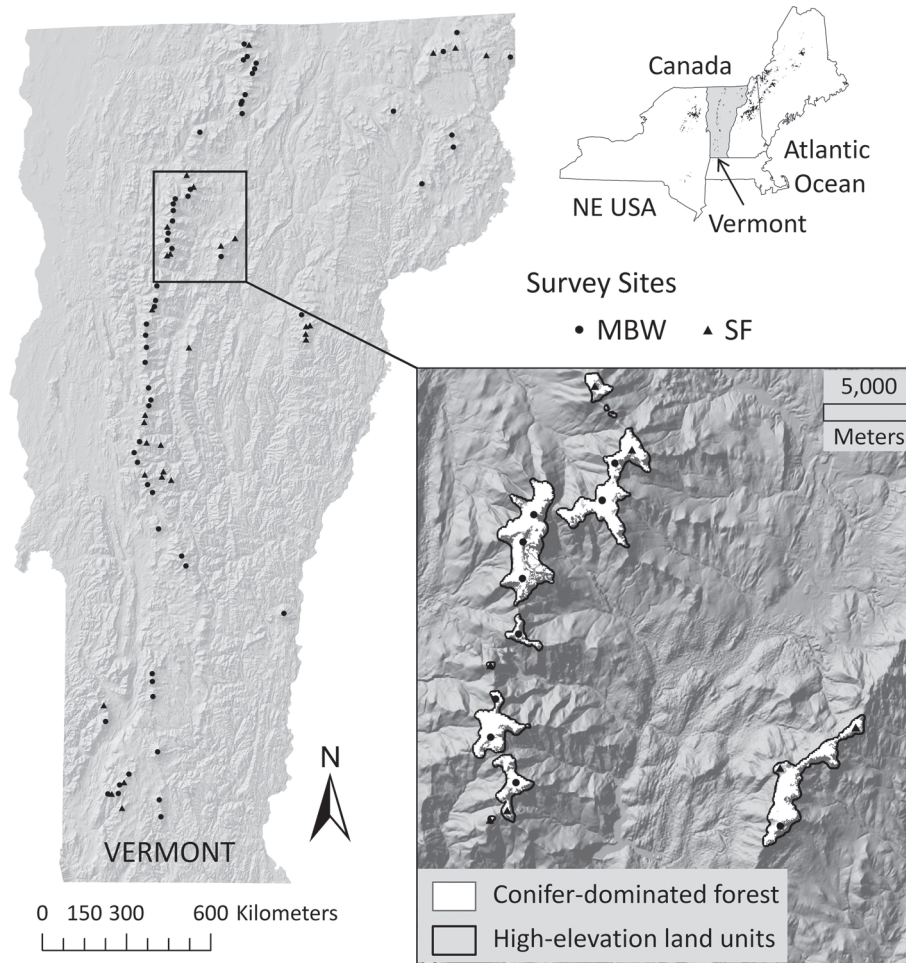 Canada
Atlantic
Ocean
NE USA
Vermont
Survey Sites
MBW SF
5,000
Meters
N
VERMONT
0 150 300 600 Kilometers
Conifer-dominated forest
High-elevation land units